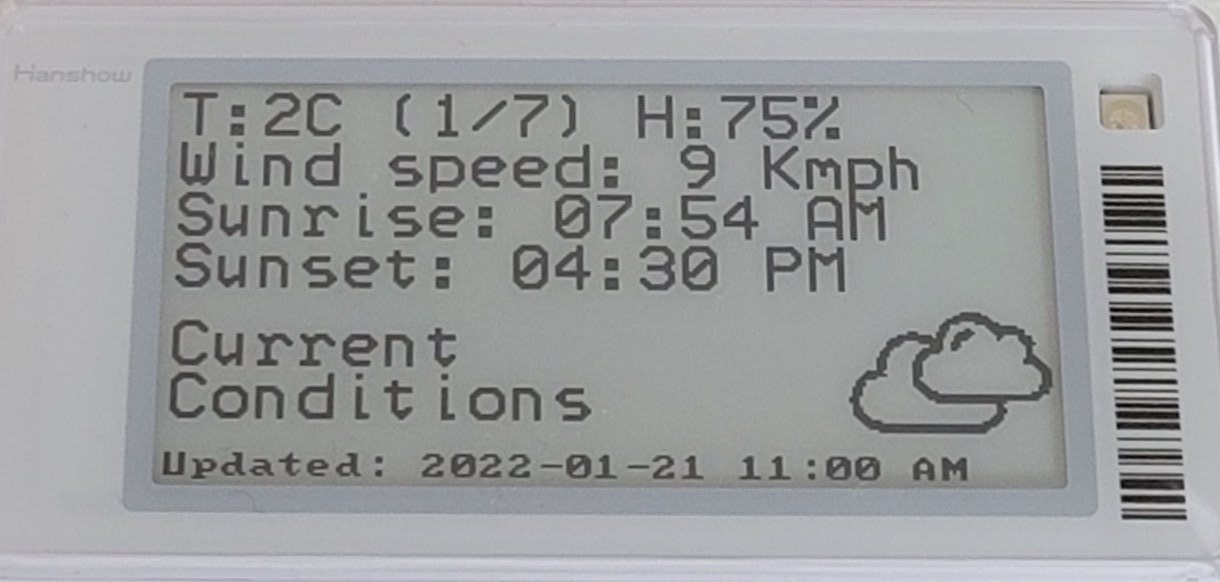 Hanshow
T:2C (1/7) H:75%
Wind speed: 9 Kmph
Sunrise: 07:54 AM
Sunset: 04:30 PM
Current
Conditions
Updated: 2022-01-21 11:00 AM